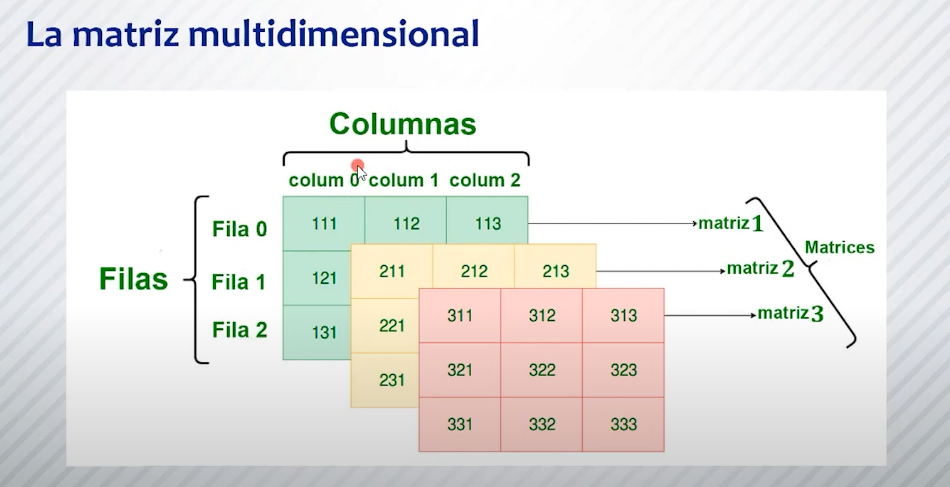 La matriz multidimensional
Columnas
colum 0 colum 1 colum 2
Filas
Fila 0
111 112 113
matriz 1
Matrices
Fila 1
121
211 212 213
matriz 2
Fila 2
131
221
311 312 313
matriz 3
231
321 322 323
331 332 333